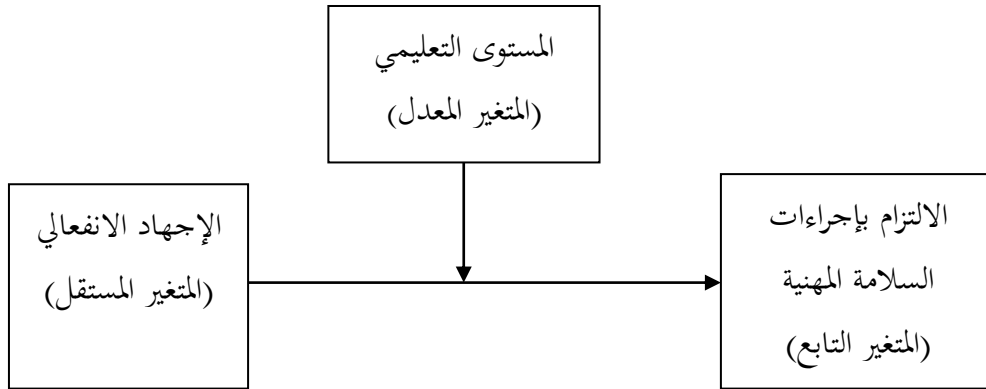 المستوى التعليمي
(المتغير المعدل)
الإجهاد الانفعالي
(المتغير المستقل)
الالتزام بإجراءات
السلامة المهنية
(المتغير التابع)